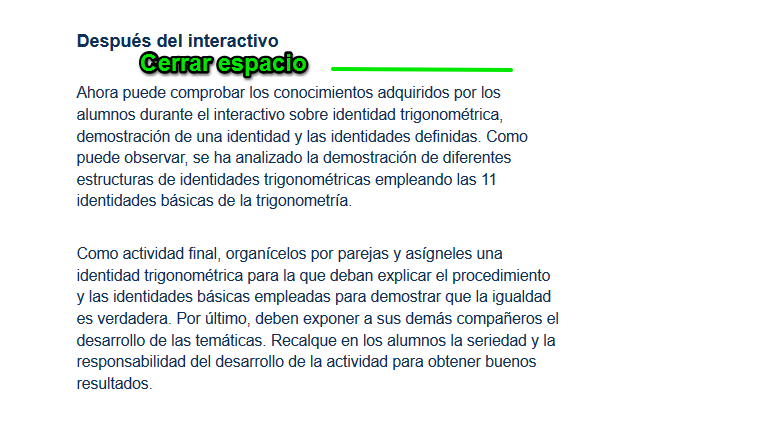 Después del interactivo
Cerrar espacio
Ahora puede comprobar los conocimientos adquiridos por los
alumnos durante el interactivo sobre identidad trigonométrica,
demostración de una identidad y las identidades definidas. Como
puede observar, se ha analizado la demostración de diferentes
estructuras de identidades trigonométricas empleando las 11
identidades básicas de la trigonometría.
Como actividad final, organícelos por parejas y asígneles una
identidad trigonométrica para la que deban explicar el procedimiento
y las identidades básicas empleadas para demostrar que la igualdad
es verdadera. Por último, deben exponer a sus demás compañeros el
desarrollo de las temáticas. Recalque en los alumnos la seriedad y la
responsabilidad del desarrollo de la actividad para obtener buenos
resultados.